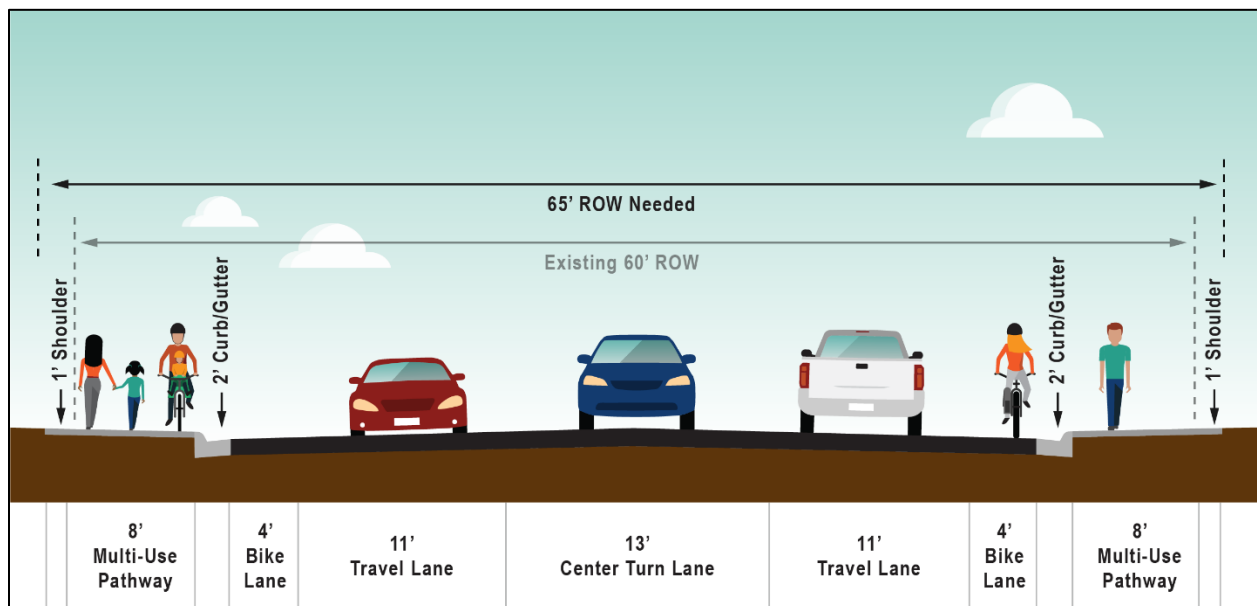 65’ ROW Needed
Existing 60’ ROW
1’ Shoulder
2’ Curb/Gutter
2’ Curb/Gutter
1’ Shoulder
8’
Multi-Use
Pathway
4’
Bike
Lane
11’
Travel Lane
13’
Center Turn Lane
11’
Travel Lane
4’
Bike
Lane
8’
Multi-Use
Pathway